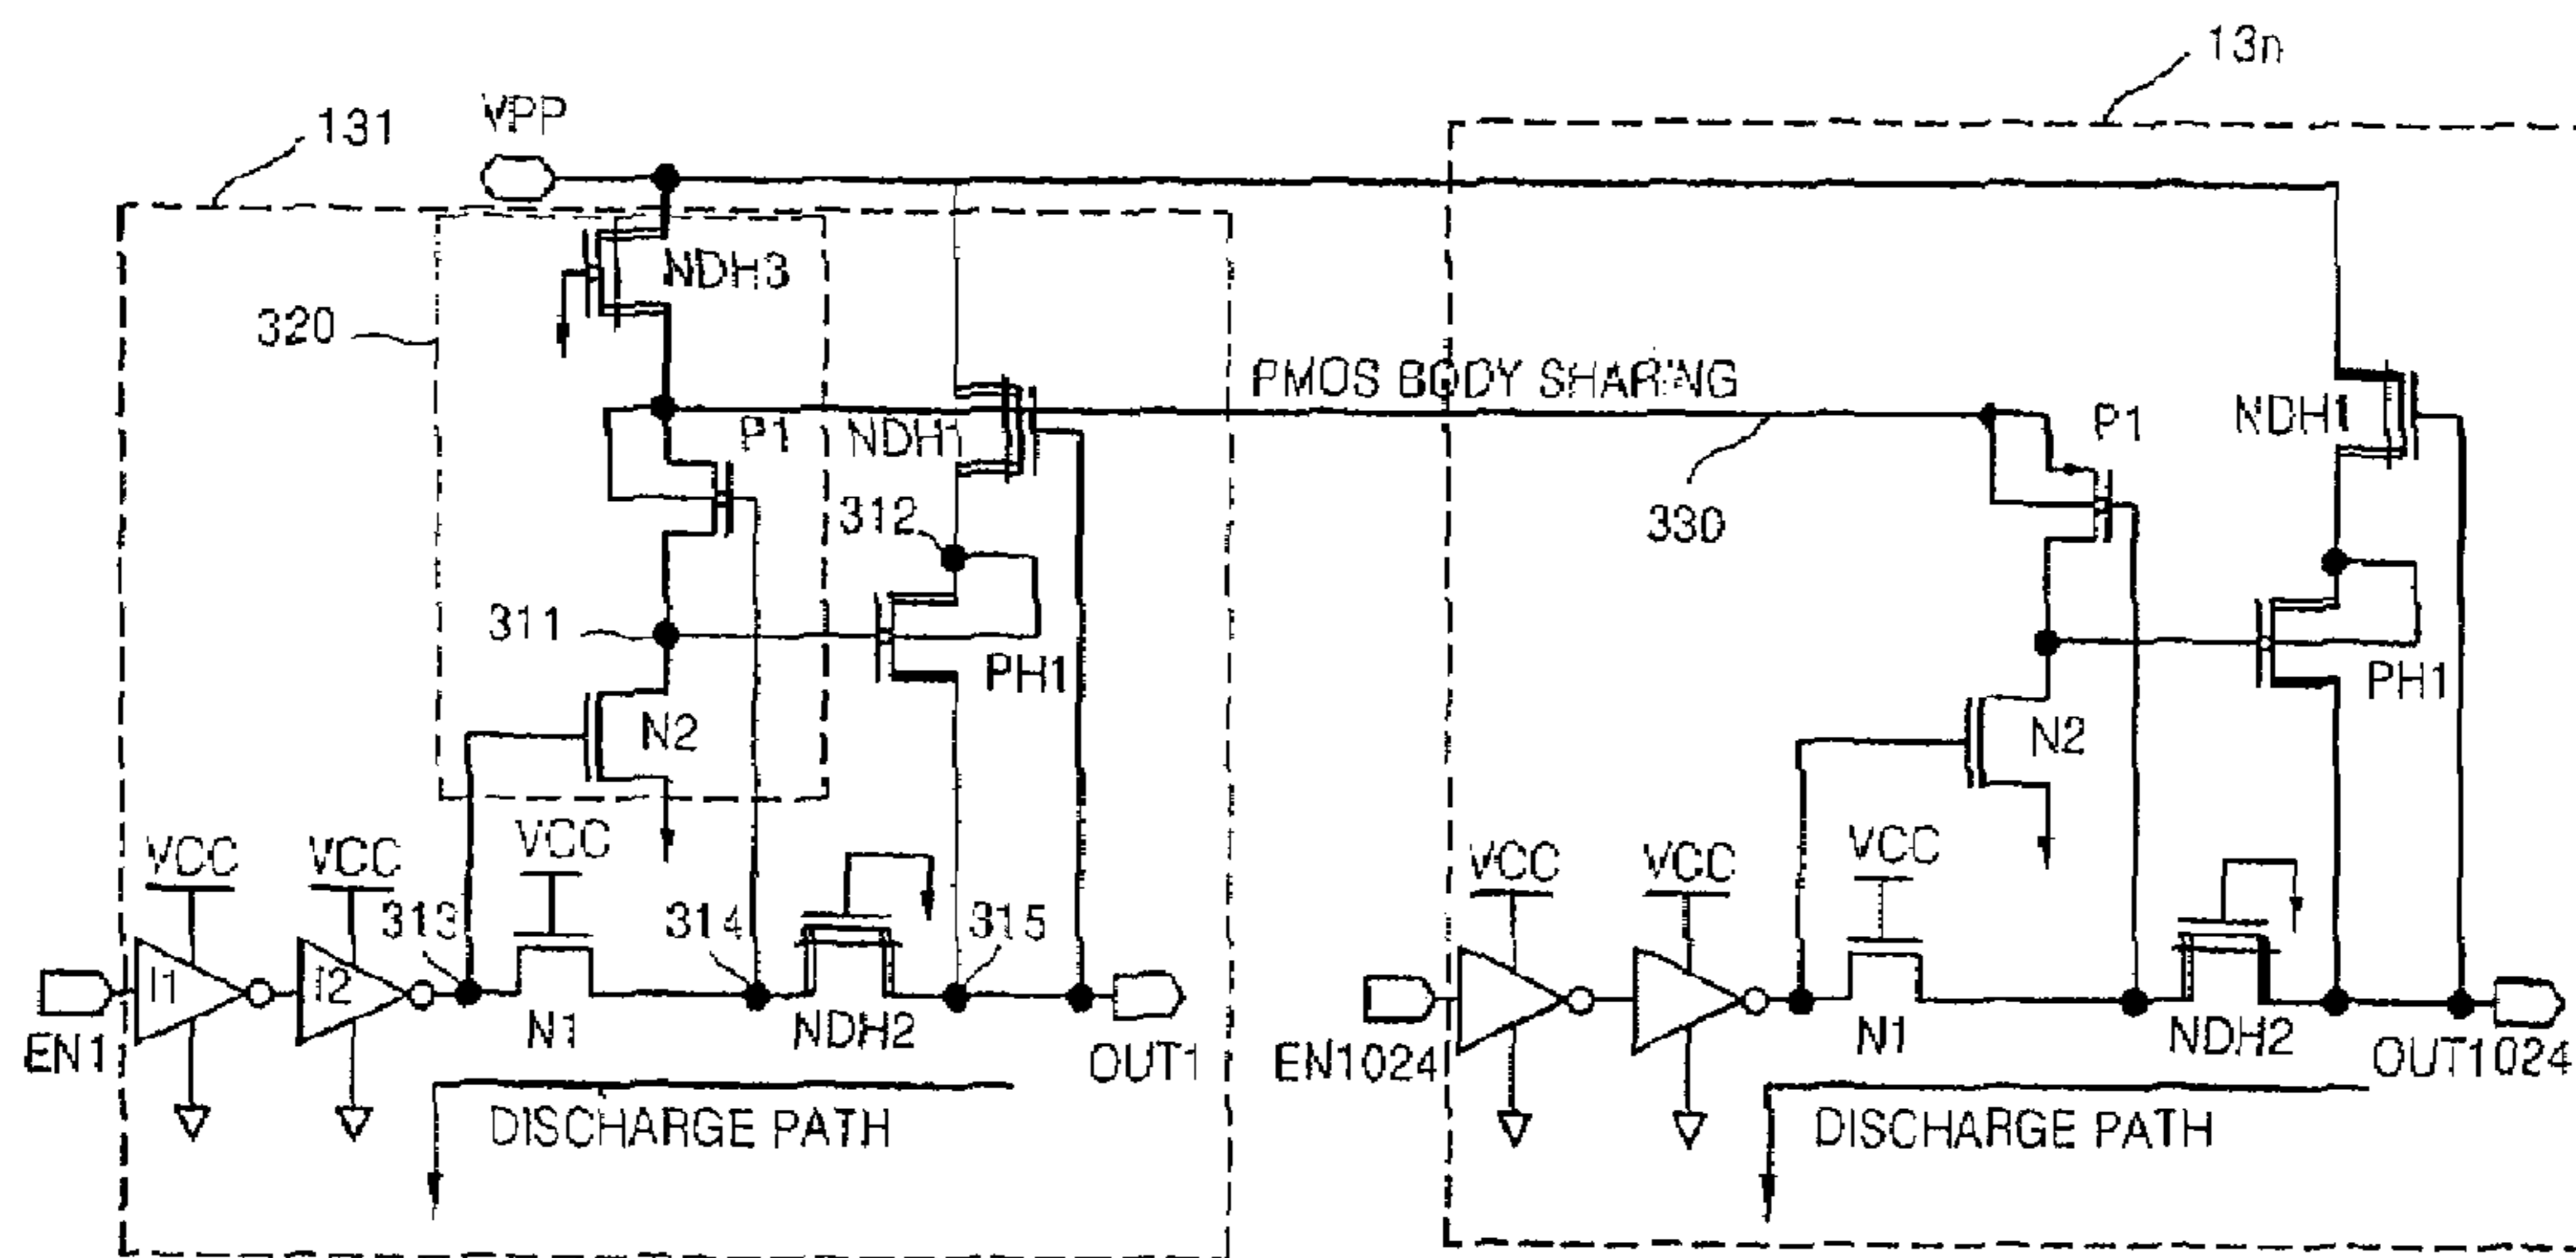 13n
131
VPP
NDH3
320
PMOS BODY SHARING
P1
NDH1
P1
NDH1
312
330
311
PH1
PH1
N2
N2
VCC
VCC
VCC
VCC
VCC
VCC
313
314
315
I1
I2
EN1
N1
NDH2
OUT1
EN1024
N1
NDH2
OUT1024
DISCHARGE PATH
DISCHARGE PATH